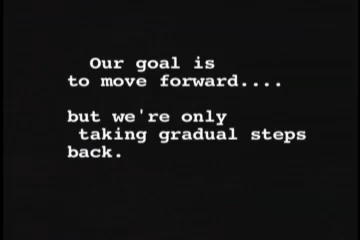 Our goal is
to move forward....
but we're only
taking gradual steps
back.